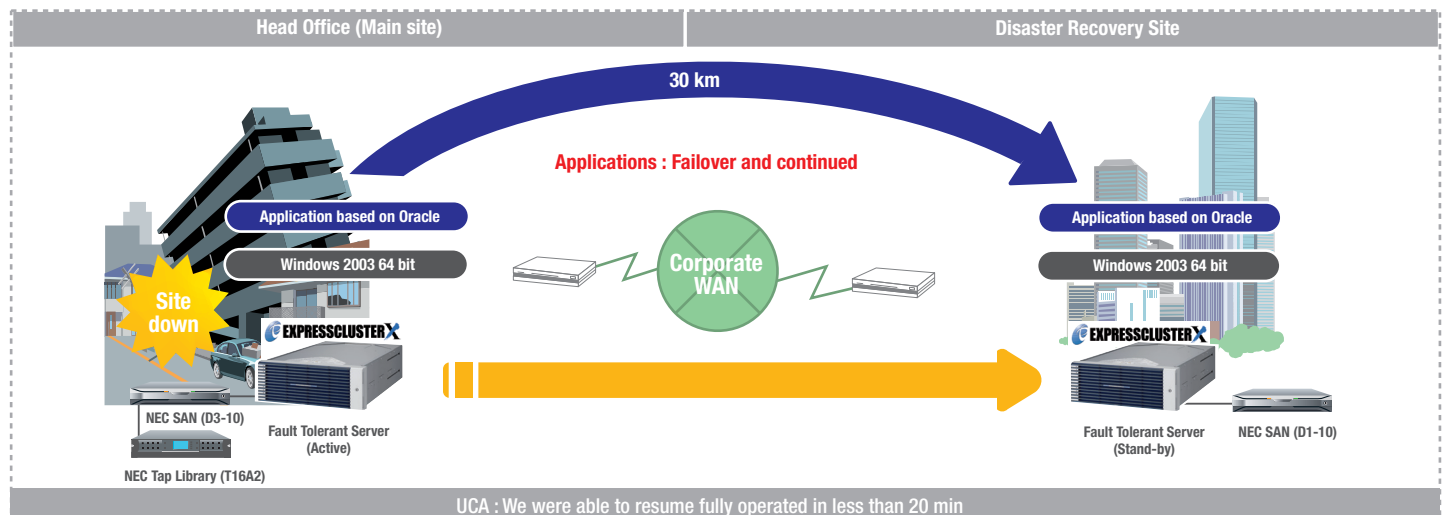 Head Office (Main site)
Disaster Recovery Site
30 km
Applications : Failover and continued
Application based on Oracle
Windows 2003 64 bit
Site
down
EXPRESSCLUSTER X
NEC SAN (D3-10)
NEC Tap Library (T16A2)
Fault Tolerant Server
(Active)
Corporate
WAN
Application based on Oracle
Windows 2003 64 bit
EXPRESSCLUSTER X
Fault Tolerant Server
(Stand-by)
NEC SAN (D1-10)
UCA : We were able to resume fully operated in less than 20 min